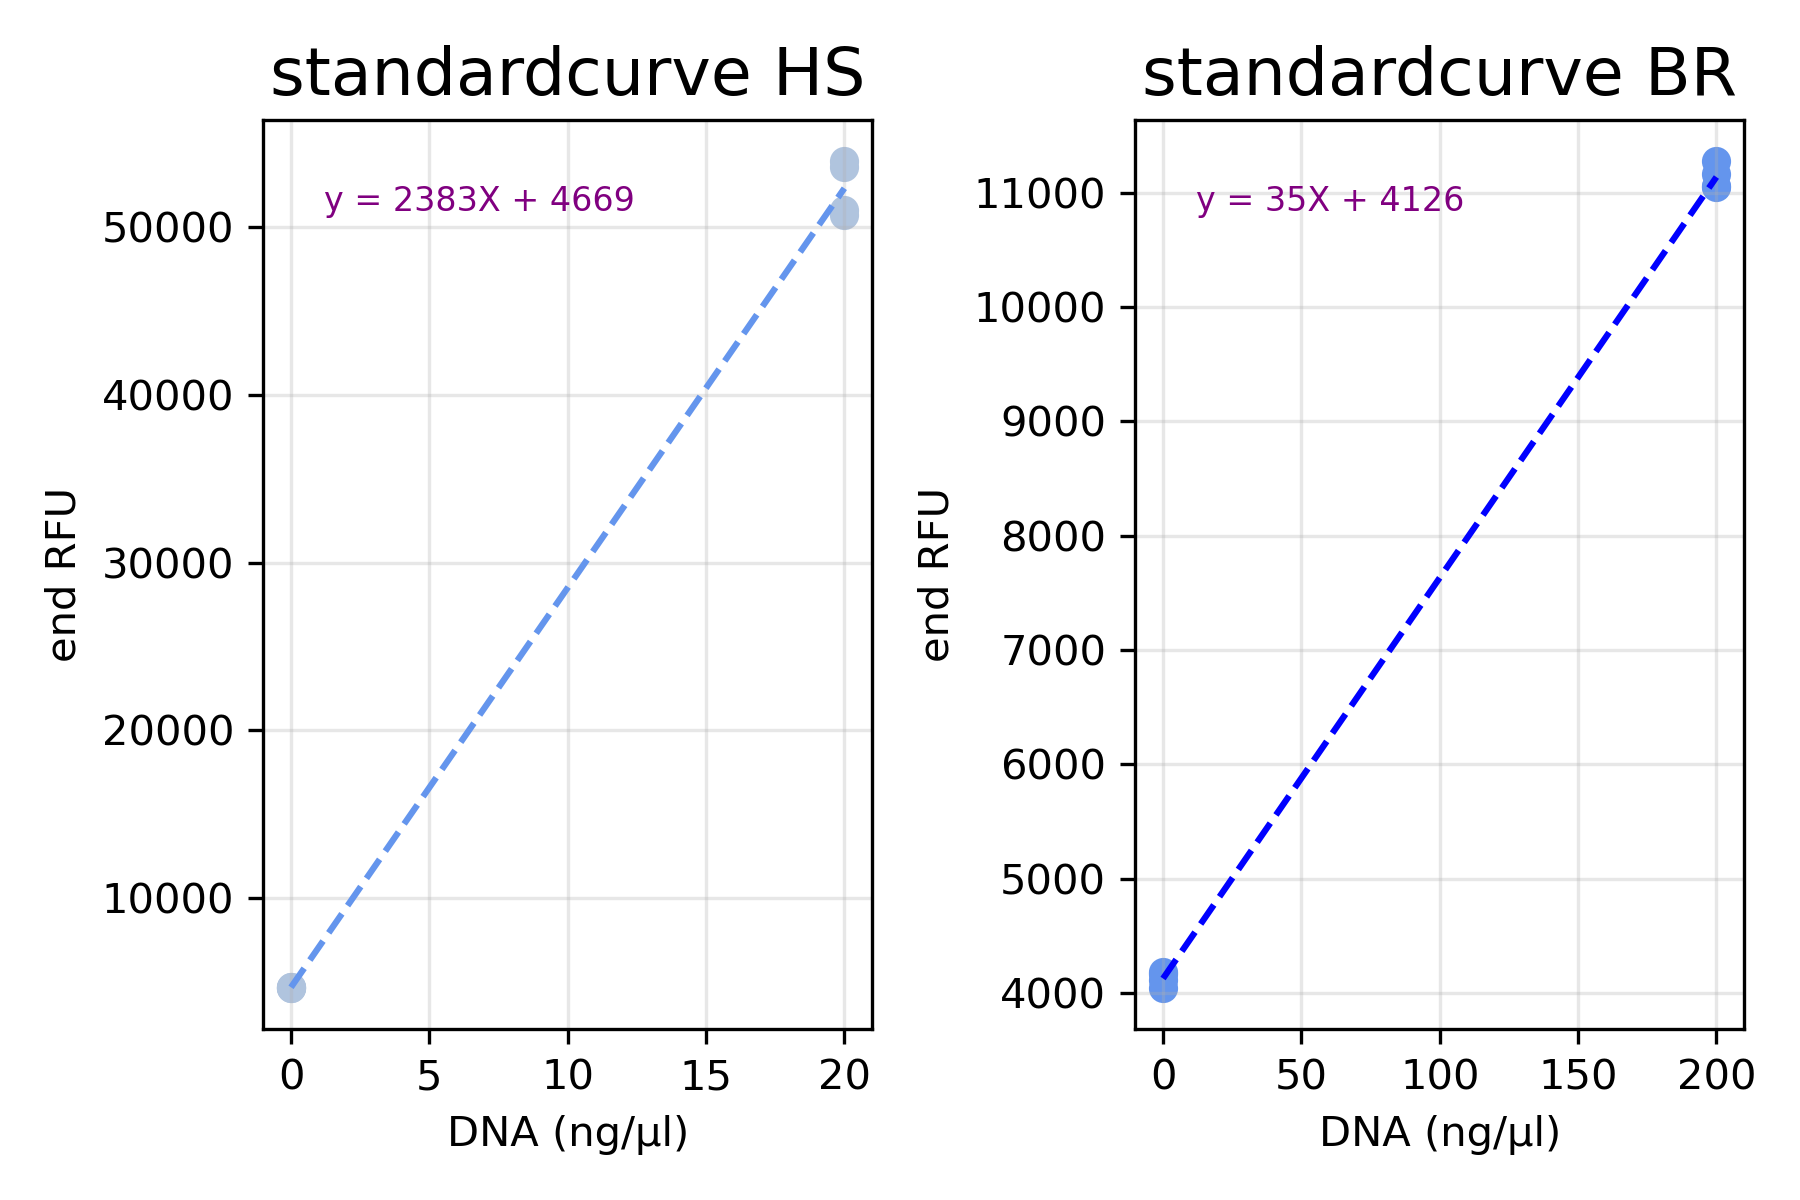 standardcurve HS
y = 2383X + 4669
50000
40000
30000
20000
10000
end RFU
0 5 10 15 20
DNA (ng/µl)
standardcurve BR
y = 35X + 4126
11000
10000
9000
8000
7000
6000
5000
4000
end RFU
0 50 100 150 200
DNA (ng/µl)